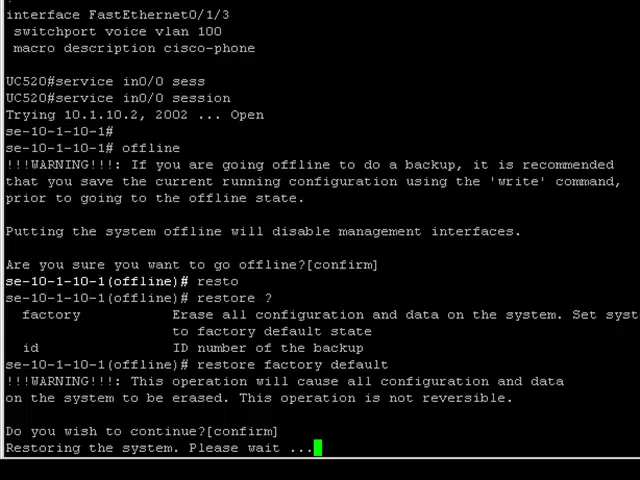 interface FastEthernet0/1/3
switchport voice vlan 100
macro description cisco-phone
UC520#service in0/0 sess
UC520#service in0/0 session
Trying 10.1.10.2, 2002 ... Open
se-10-1-10-1#
se-10-1-10-1# offline
!!!WARNING!!!: If you are going offline to do a backup, it is recommended
that you save the current running configuration using the 'write' command,
prior to going to the offline state.
Putting the system offline will disable management interfaces.
Are you sure you want to go offline?[confirm]
se-10-1-10-1(offline)# resto
se-10-1-10-1(offline)# restore ?
factory Erase all configuration and data on the system. Set syst
to factory default state
id ID number of the backup
se-10-1-10-1(offline)# restore factory default
!!!WARNING!!!: This operation will cause all configuration and data
on the system to be erased. This operation is not reversible.
Do you wish to continue?[confirm]
Restoring the system. Please wait ...